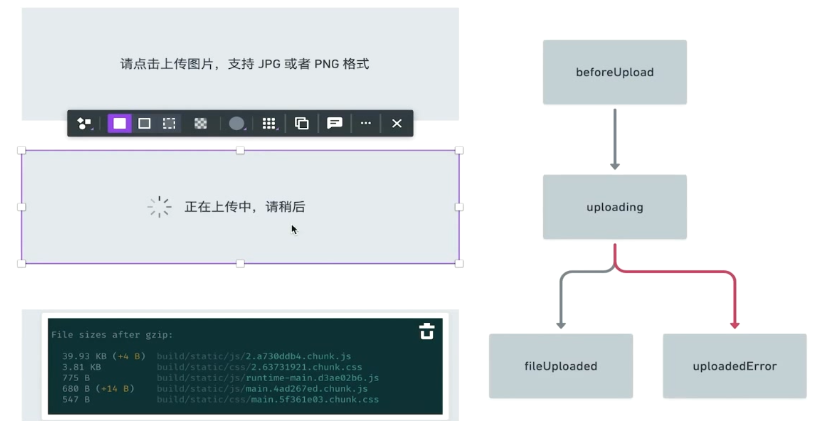 请点击上传图片，支持 JPG 或者 PNG 格式
正在上传中，请稍后
File sizes after gzip:
39.93 KB (+4 B) build/static/js/2.a730ddb4.chunk.js
3.81 KB build/static/css/2.63731921.chunk.css
775 B build/static/js/runtime-main.d3ae02b6.js
680 B (+14 B) build/static/js/main.4ad267ed.chunk.js
547 B build/static/css/main.5f361e03.chunk.css
beforeUpload
uploading
fileUploaded
uploadedError